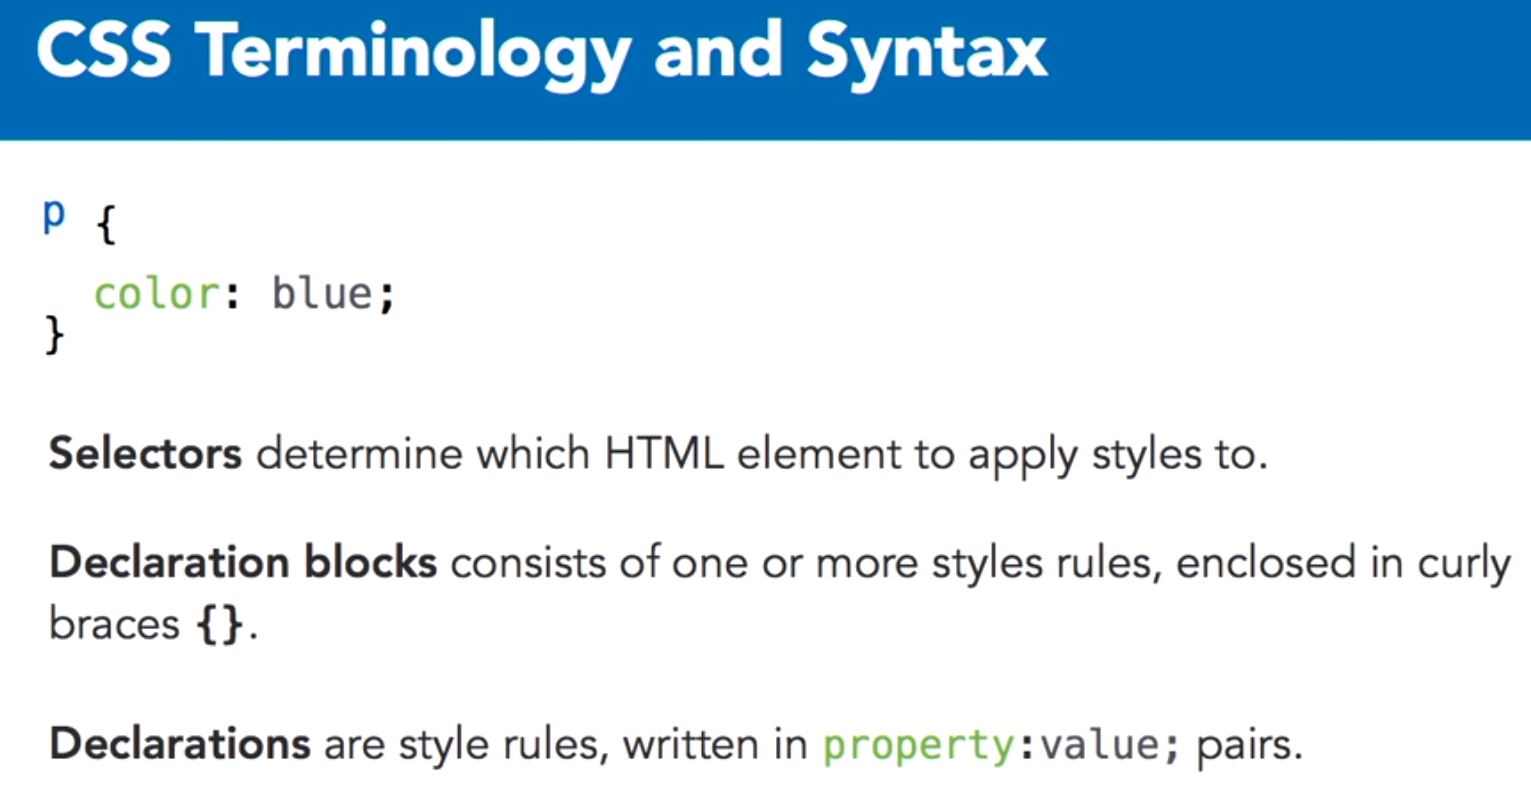 CSS Terminology and Syntax
p {
color: blue;
}
Selectors determine which HTML element to apply styles to.
Declaration blocks consists of one or more styles rules, enclosed in curly
braces {}.
Declarations are style rules, written in property:value; pairs.